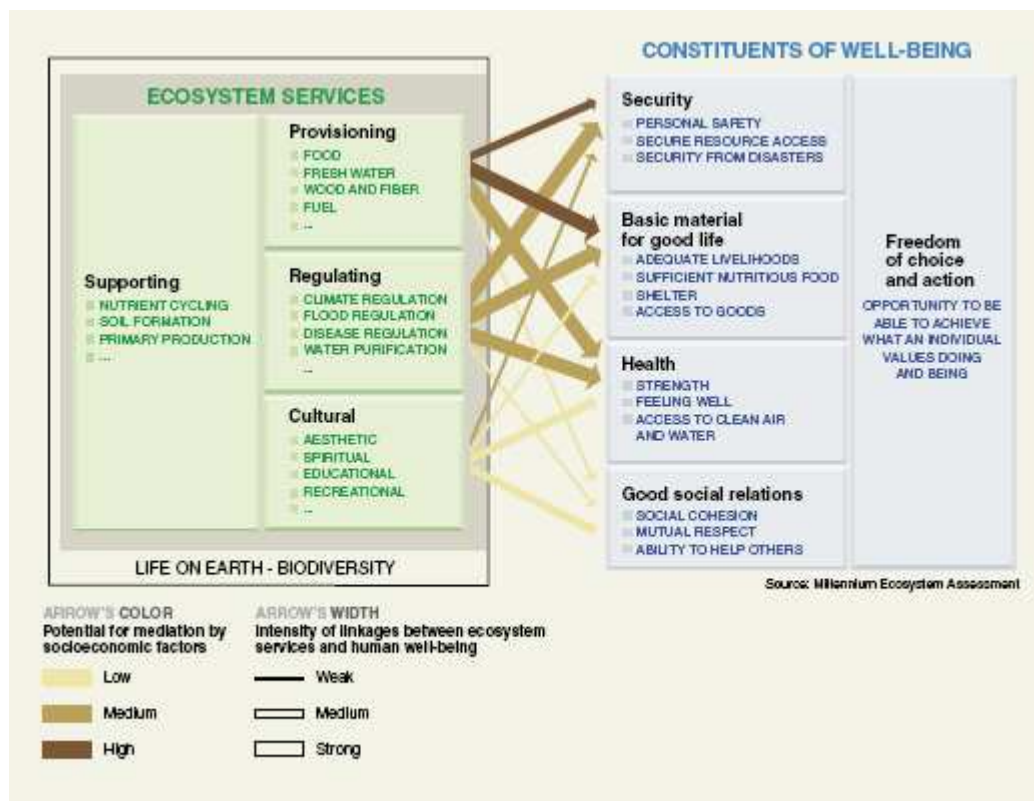 CONSTITUENTS OF WELL-BEING
ECOSYSTEM SERVICES
Supporting
NUTRIENT CYCLING
SOIL FORMATION
PRIMARY PRODUCTION
...
Provisioning
FOOD
FRESH WATER
WOOD AND FIBER
FUEL
...
Regulating
CLIMATE REGULATION
FLOOD REGULATION
DISEASE REGULATION
WATER PURIFICATION
...
Cultural
AESTHETIC
SPIRITUAL
EDUCATIONAL
RECREATIONAL
...
LIFE ON EARTH - BIODIVERSITY
Security
PERSONAL SAFETY
SECURE RESOURCE ACCESS
SECURITY FROM DISASTERS
Basic material
for good life
ADEQUATE LIVELIHOODS
SUFFICIENT NUTRITIOUS FOOD
SHELTER
ACCESS TO GOODS
Health
STRENGTH
FEELING WELL
ACCESS TO CLEAN AIR
AND WATER
Good social relations
SOCIAL COHESION
MUTUAL RESPECT
ABILITY TO HELP OTHERS
Freedom
of choice
and action
OPPORTUNITY TO BE
ABLE TO ACHIEVE
WHAT AN INDIVIDUAL
VALUES DOING
AND BEING
Source: Millennium Ecosystem Assessment
ARROW'S COLOR
Potential for mediation by
socioeconomic factors
Low
Medium
High
ARROW'S WIDTH
Intensity of linkages between ecosystem
services and human well-being
Weak
Medium
Strong